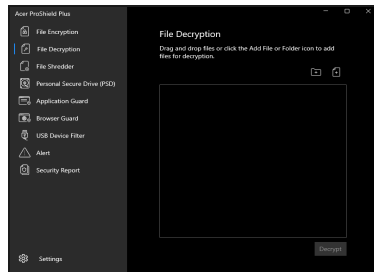 Acer ProShield Plus
File Encryption
File Decryption
File Shredder
Personal Secure Drive (PSD)
Application Guard
Browser Guard
USB Device Filter
Alert
Security Report
Settings
File Decryption
Drag and drop files or click the Add File or Folder icon to add
files for decryption.
Decrypt